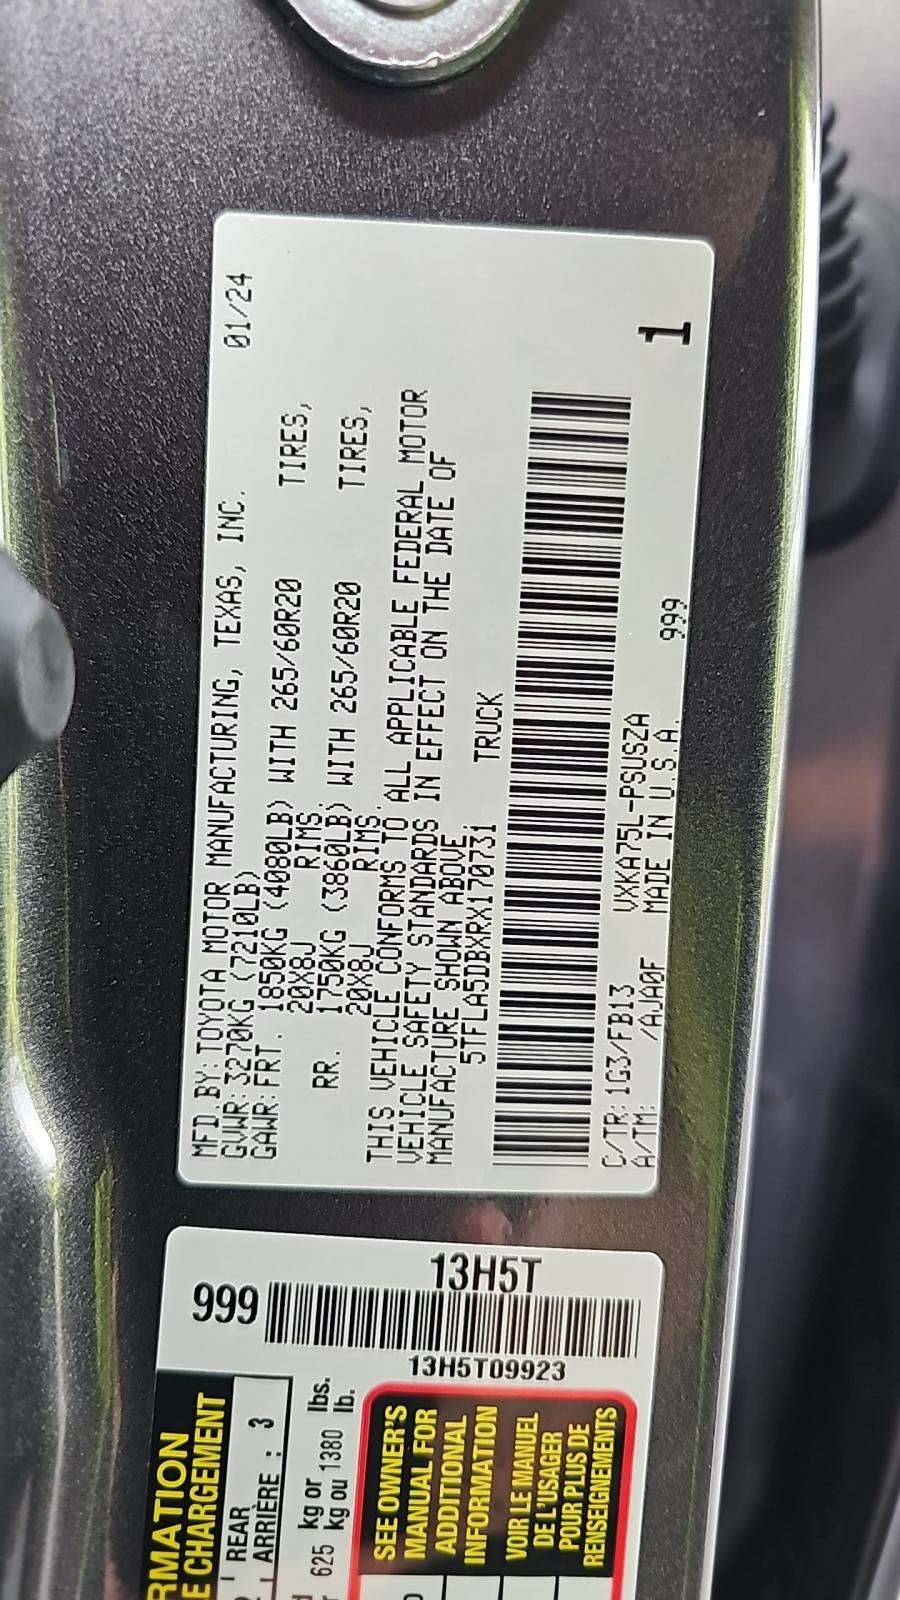 MFD.BY:TOYOTA MOTOR MANUFACTURING, TEXAS, INC. 01/24
GVWR:3270KG (7210LB)
GAWR:FRT. 1850KG (4080LB) WITH 265/60R20 TIRES,
20X8J RIMS.
RR. 1750KG (3860LB) WITH 265/60R20 TIRES,
20X8J RIMS.
THIS VEHICLE CONFORMS TO ALL APPLICABLE FEDERAL MOTOR
VEHICLE SAFETY STANDARDS IN EFFECT ON THE DATE OF
MANUFACTURE SHOWN ABOVE.
5TFLA5DBXRX170731 TRUCK
C/TR: 1G3/FB13 VXKA75L-PSUSZA 999
A/TM: /AJA0F MADE IN U.S.A. 1
999
13H5T
13H5T09923
RMATION
E CHARGEMENT
REAR
ARRIÈRE : 3
625 kg or 1380 lbs.
kg ou lb.
SEE OWNER'S
MANUAL FOR
ADDITIONAL
INFORMATION
VOIR LE MANUEL
DE L'USAGER
POUR PLUS DE
RENSEIGNEMENTS